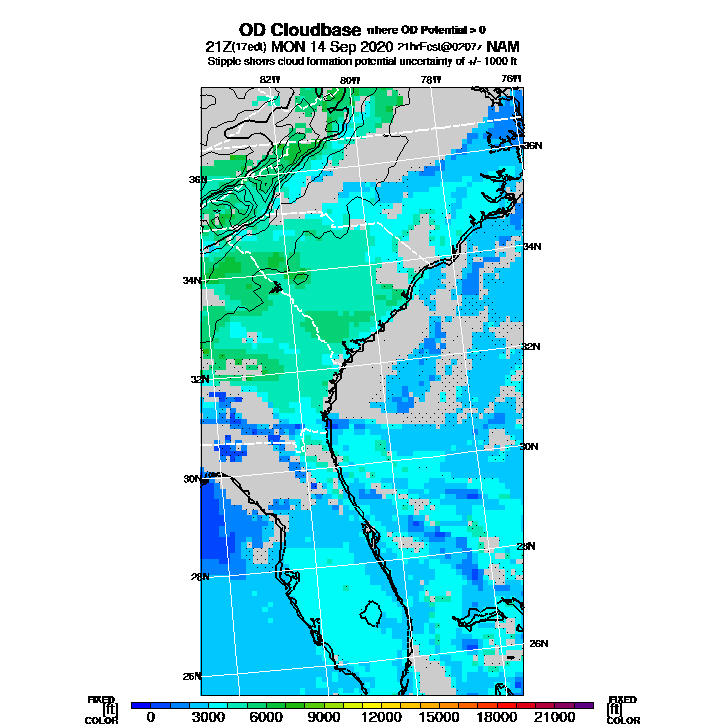 OD Cloudbase where OD Potential > 0
21Z(17edt) MON 14 Sep 2020 21hrFcst@0207z NAM
Stipple shows cloud formation potential uncertainty of +/- 1000 ft
82W 80W 78W 76W
36N
36N
34N
34N
32N
32N
30N
30N
28N
28N
26N
26N
FIXED FIXED
[ft] [ft]
COLOR 0 3000 6000 9000 12000 15000 18000 21000 COLOR